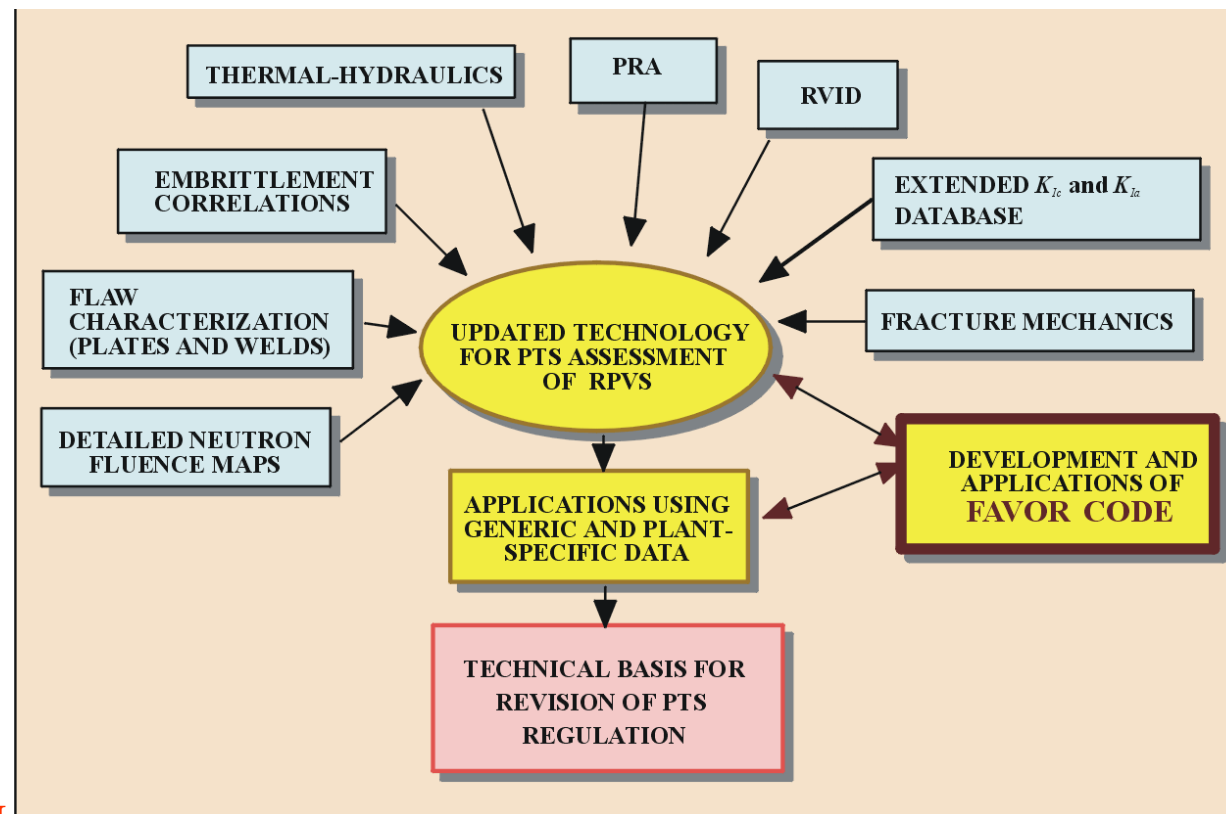 THERMAL-HYDRAULICS
PRA
RVID
EMBRITTLEMENT
CORRELATIONS
EXTENDED K_Ic and K_Ia
DATABASE
FLAW
CHARACTERIZATION
(PLATES AND WELDS)
UPDATED TECHNOLOGY
FOR PTS ASSESSMENT
OF RPVS
FRACTURE MECHANICS
DETAILED NEUTRON
FLUENCE MAPS
DEVELOPMENT AND
APPLICATIONS OF
FAVOR CODE
APPLICATIONS USING
GENERIC AND PLANT-
SPECIFIC DATA
TECHNICAL BASIS FOR
REVISION OF PTS
REGULATION